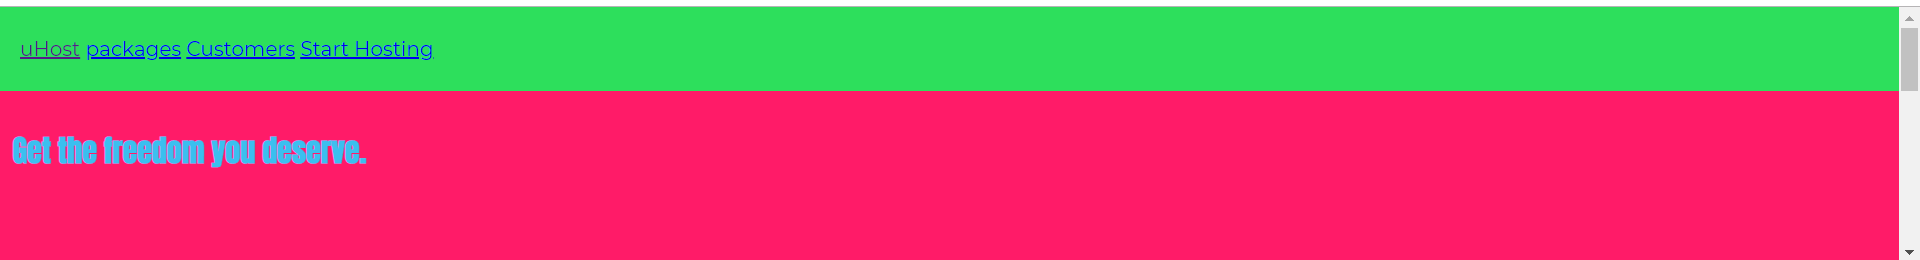 uHost packages Customers Start Hosting
Get the freedom you deserve.